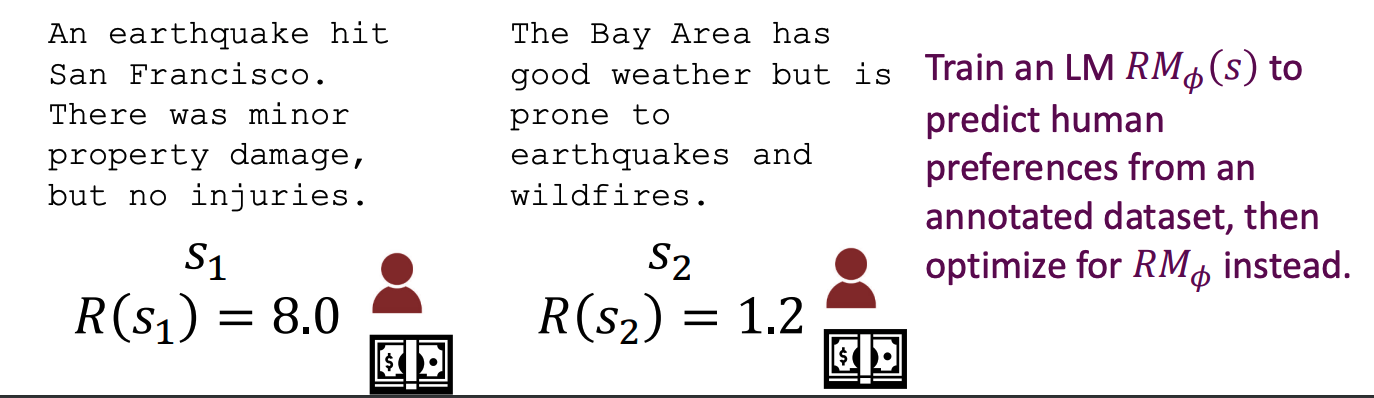 An earthquake hit
San Francisco.
There was minor
property damage,
but no injuries.
s₁
R(s₁) = 8.0
$
The Bay Area has
good weather but is
prone to
earthquakes and
wildfires.
s₂
R(s₂) = 1.2
$
Train an LM RM_ϕ(s) to
predict human
preferences from an
annotated dataset, then
optimize for RM_ϕ instead.